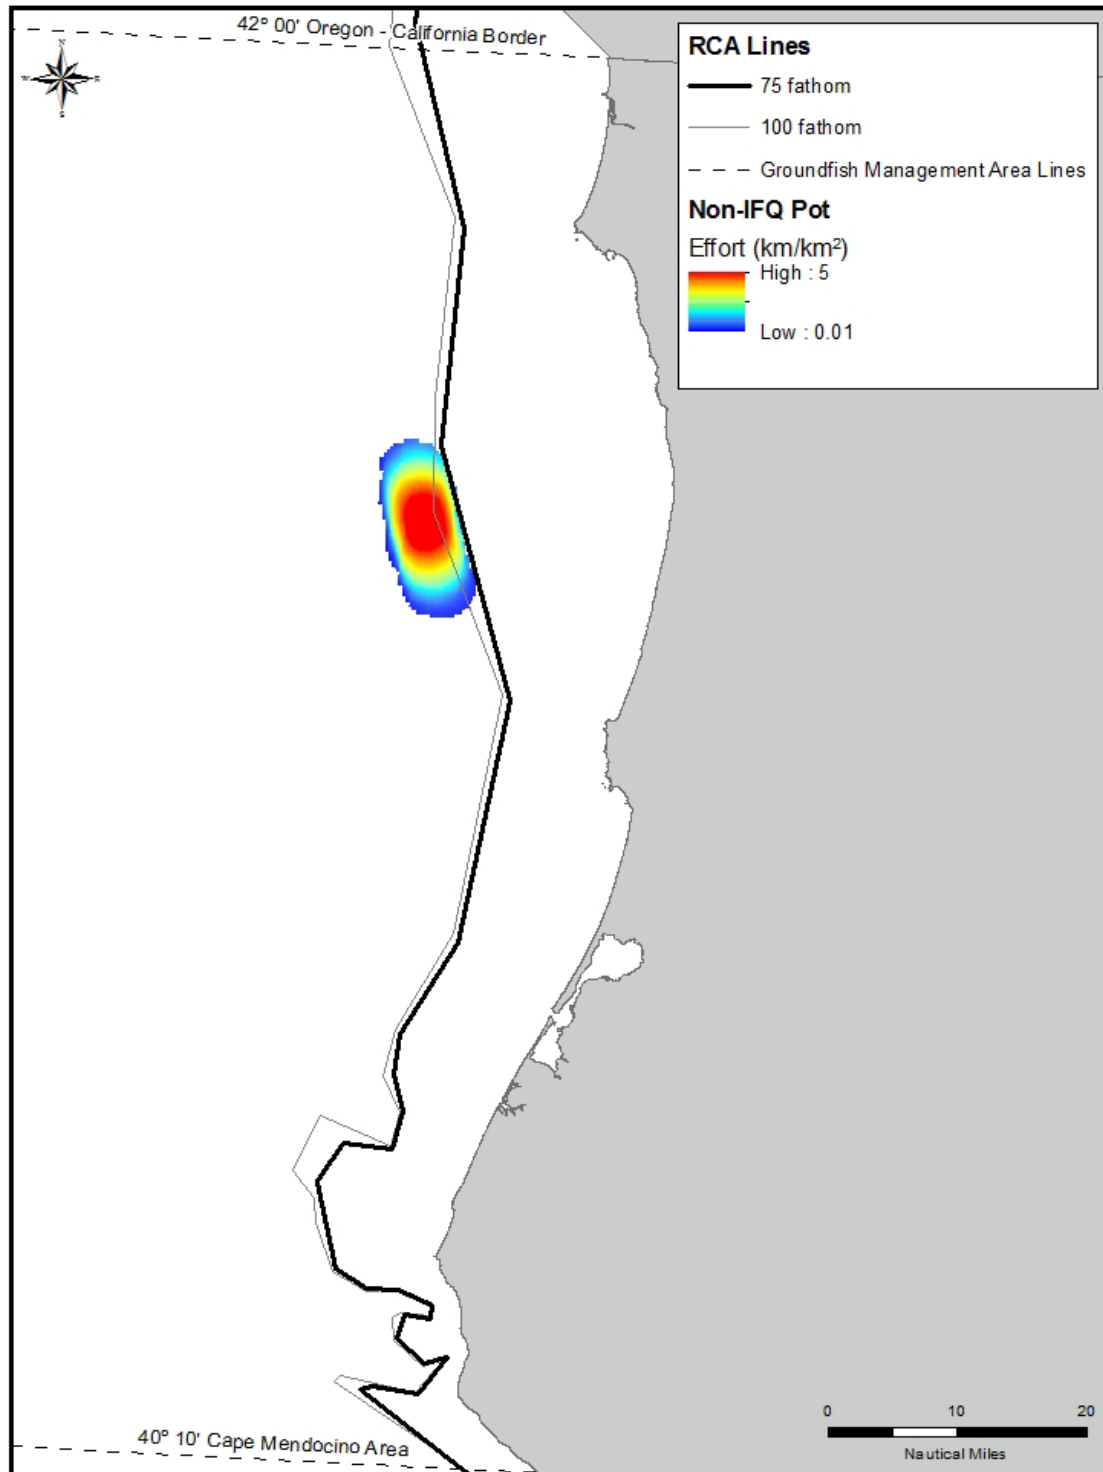 42° 00' Oregon - California Border
N
W E
S
RCA Lines
75 fathom
100 fathom
Groundfish Management Area Lines
Non-IFQ Pot
Effort (km/km²)
High : 5
Low : 0.01
0 10 20
Nautical Miles
40° 10' Cape Mendocino Area